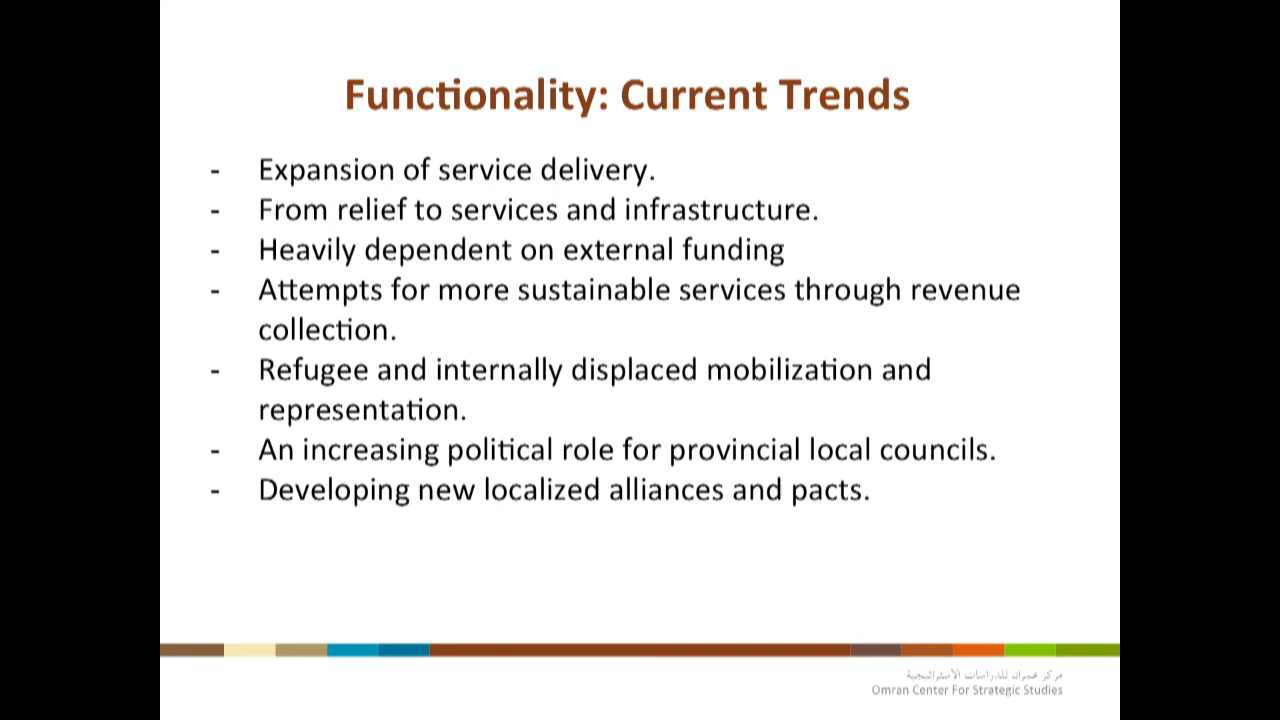 Functionality: Current Trends
- Expansion of service delivery.
- From relief to services and infrastructure.
- Heavily dependent on external funding
- Attempts for more sustainable services through revenue
collection.
- Refugee and internally displaced mobilization and
representation.
- An increasing political role for provincial local councils.
- Developing new localized alliances and pacts.
مركز عمران للدراسات الاستراتيجية
Omran Center For Strategic Studies